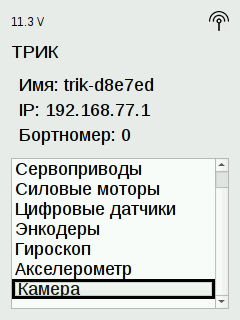 11.3 V
ТРИК
Имя: trik-d8e7ed
IP: 192.168.77.1
Бортномер: 0
Сервоприводы
Силовые моторы
Цифровые датчики
Энкодеры
Гироскоп
Акселерометр
Камера